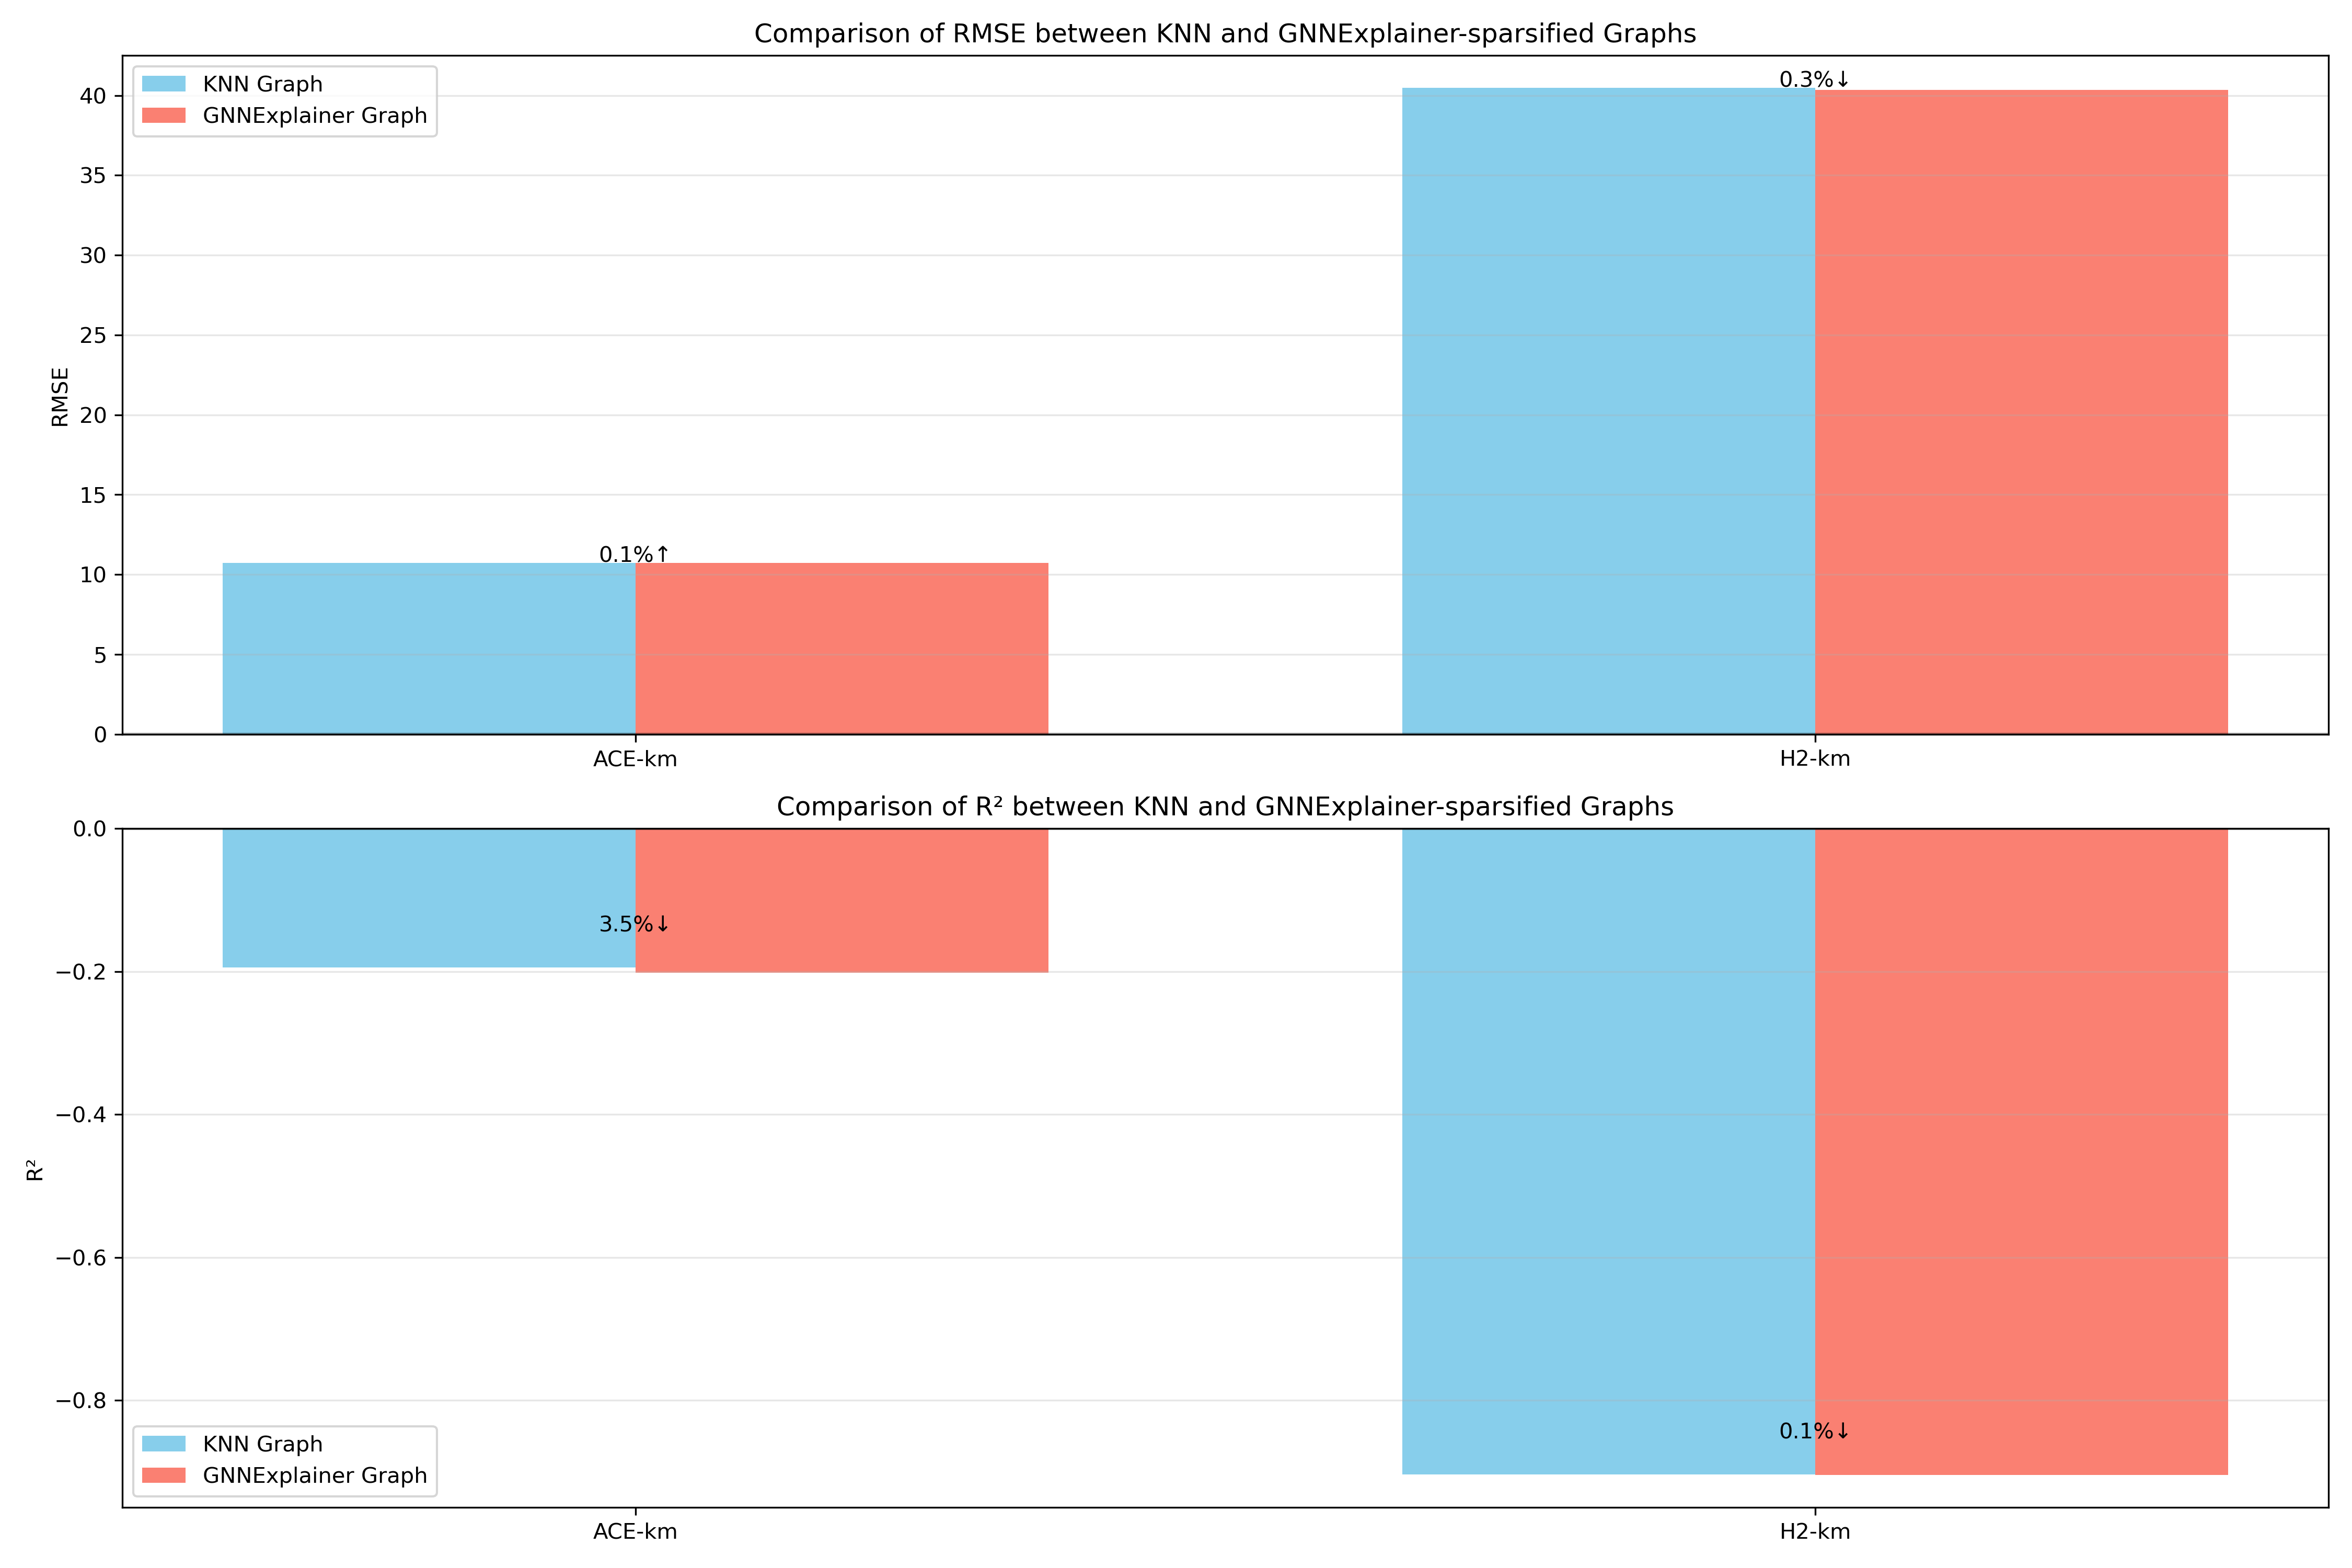 Comparison of RMSE between KNN and GNNExplainer-sparsified Graphs
KNN Graph
GNNExplainer Graph
0.3%↓
0.1%↑
40
35
30
25
20
15
10
5
0
RMSE
ACE-km
H2-km
Comparison of R² between KNN and GNNExplainer-sparsified Graphs
0.0
−0.2
−0.4
−0.6
−0.8
R²
3.5%↓
0.1%↓
KNN Graph
GNNExplainer Graph
ACE-km
H2-km